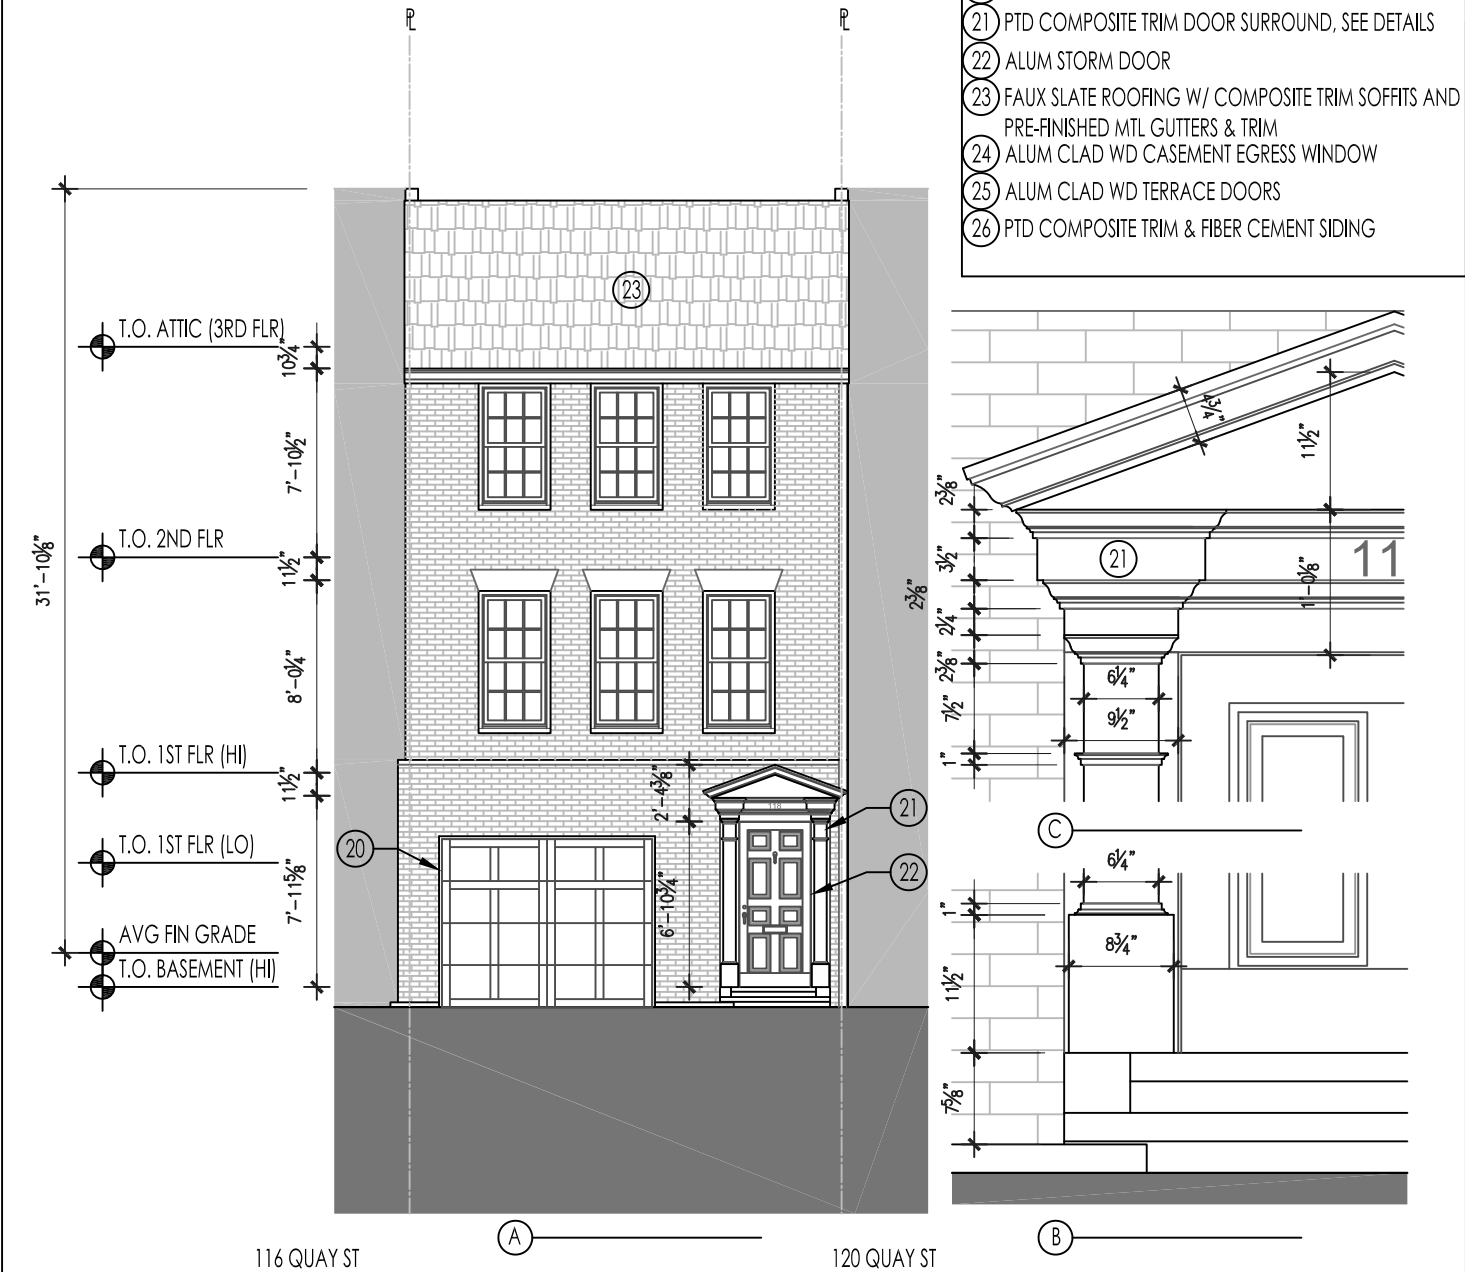 21 PTD COMPOSITE TRIM DOOR SURROUND, SEE DETAILS
22 ALUM STORM DOOR
23 FAUX SLATE ROOFING W/ COMPOSITE TRIM SOFFITS AND
PRE-FINISHED MTL GUTTERS & TRIM
24 ALUM CLAD WD CASEMENT EGRESS WINDOW
25 ALUM CLAD WD TERRACE DOORS
26 PTD COMPOSITE TRIM & FIBER CEMENT SIDING
PL
PL
T.O. ATTIC (3RD FLR)
T.O. 2ND FLR
T.O. 1ST FLR (HI)
T.O. 1ST FLR (LO)
AVG FIN GRADE
T.O. BASEMENT (HI)
31'-10⅛"
10¾"
7'-10½"
11½"
8'-0¼"
11½"
7'-11⅝"
23
20
21
22
118
2'-4⅜"
6'-10¾"
2⅜"
4¾"
11½"
2⅜"
3½"
2¼"
2⅜"
7½"
1"
21
11
1'-0⅛"
6¼"
9½"
C
6¼"
1"
8¾"
11½"
7⅝"
A
B
116 QUAY ST
120 QUAY ST